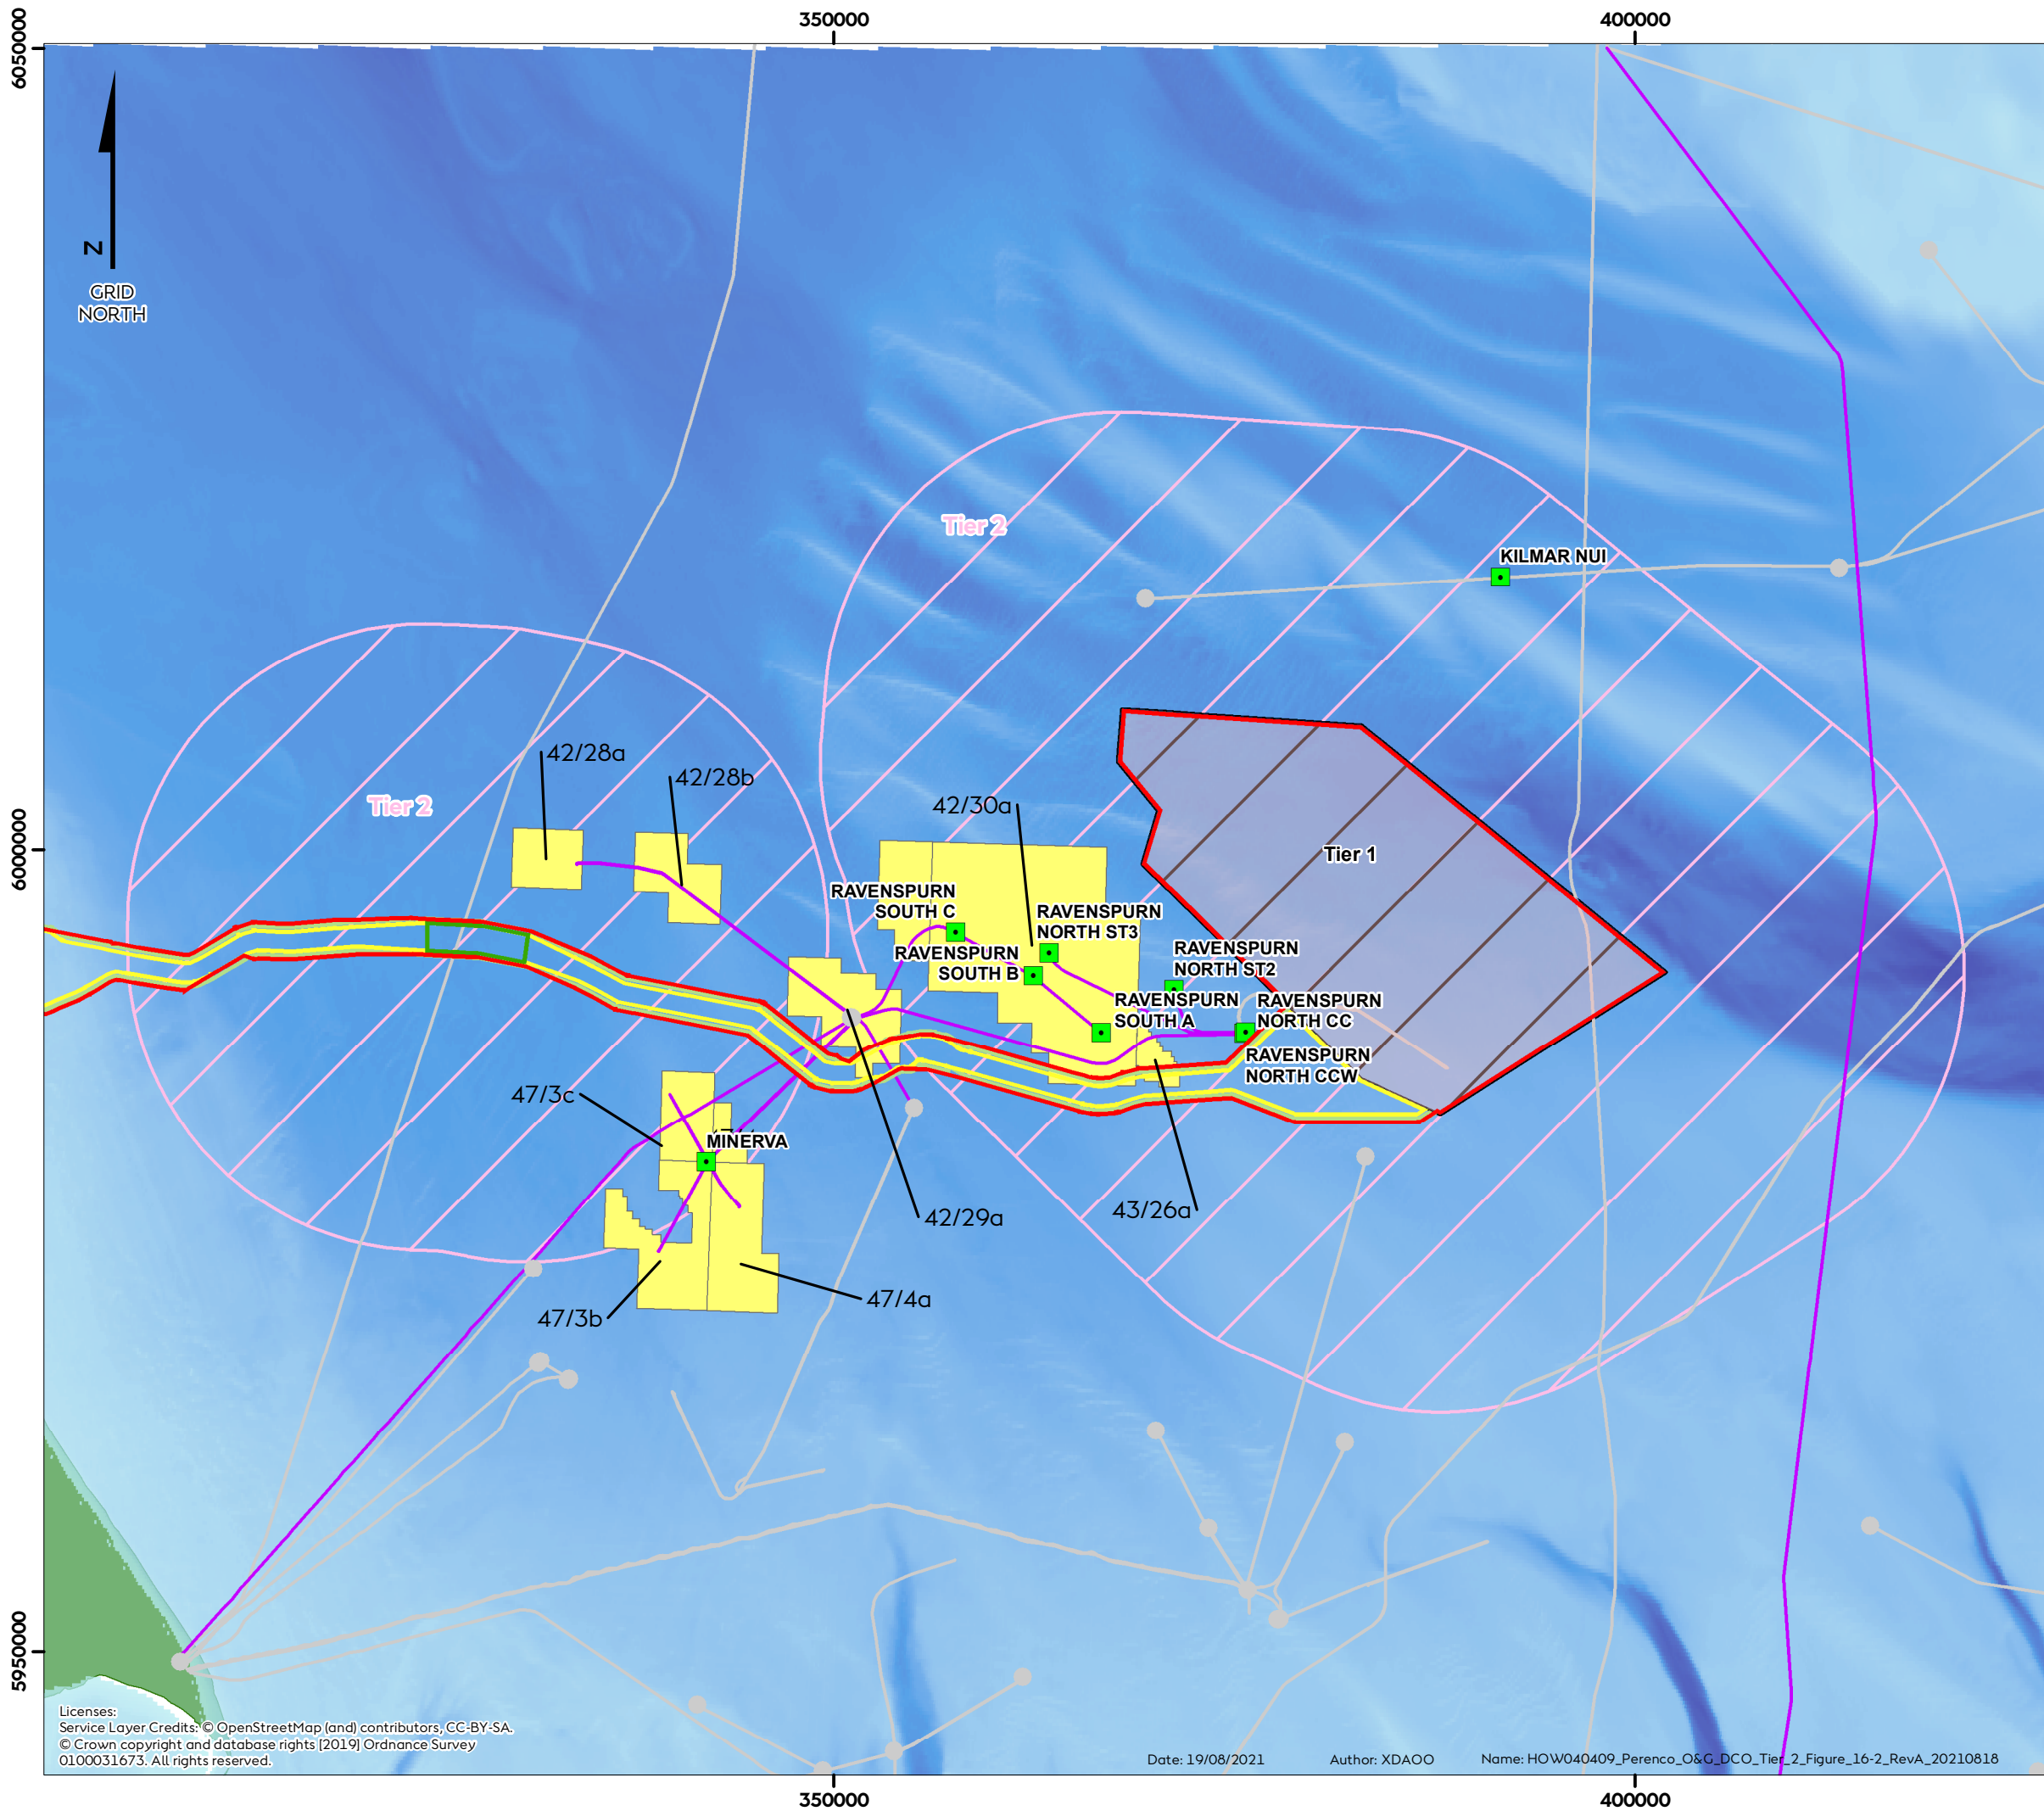 350000
400000
6050000
N
GRID
NORTH
Tier 2
KILMAR NUI
42/28a
42/28b
Tier 2
42/30a
Tier 1
6000000
RAVENSPURN
SOUTH C
RAVENSPURN
NORTH ST3
RAVENSPURN
SOUTH B
RAVENSPURN
NORTH ST2
RAVENSPURN
SOUTH A
RAVENSPURN
NORTH CC
RAVENSPURN
NORTH CCW
47/3c
MINERVA
42/29a
43/26a
47/4a
47/3b
5950000
Licenses:
Service Layer Credits: © OpenStreetMap (and) contributors, CC-BY-SA.
© Crown copyright and database rights [2019] Ordnance Survey
0100031673. All rights reserved.
Date: 19/08/2021
Author: XDAOO
Name: HOW040409_Perenco_O&G_DCO_Tier_2_Figure_16-2_RevA_20210818
350000
400000